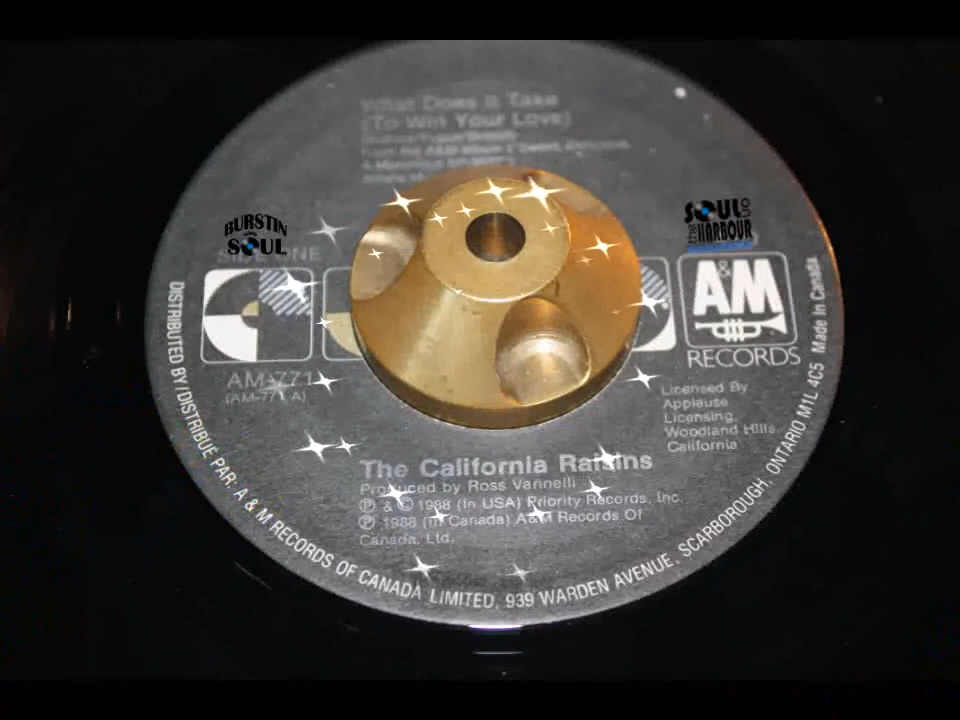 What Does It Take
(To Win Your Love)
BURSTIN
with
SOUL
SOUL
on
the
HARBOUR
A&M
RECORDS
AM-771
(AM-771 A)
Licensed By
Applause
Licensing,
Woodland Hills,
California
The California Raisins
Produced by Ross Vannelli
℗ & © 1988 (In USA) Priority Records, Inc.
℗ 1988 (In Canada) A&M Records Of
Canada, Ltd.
DISTRIBUTED BY/DISTRIBUÉ PAR: A & M RECORDS OF CANADA LIMITED, 939 WARDEN AVENUE, SCARBOROUGH, ONTARIO M1L 4C5 Made In Canada